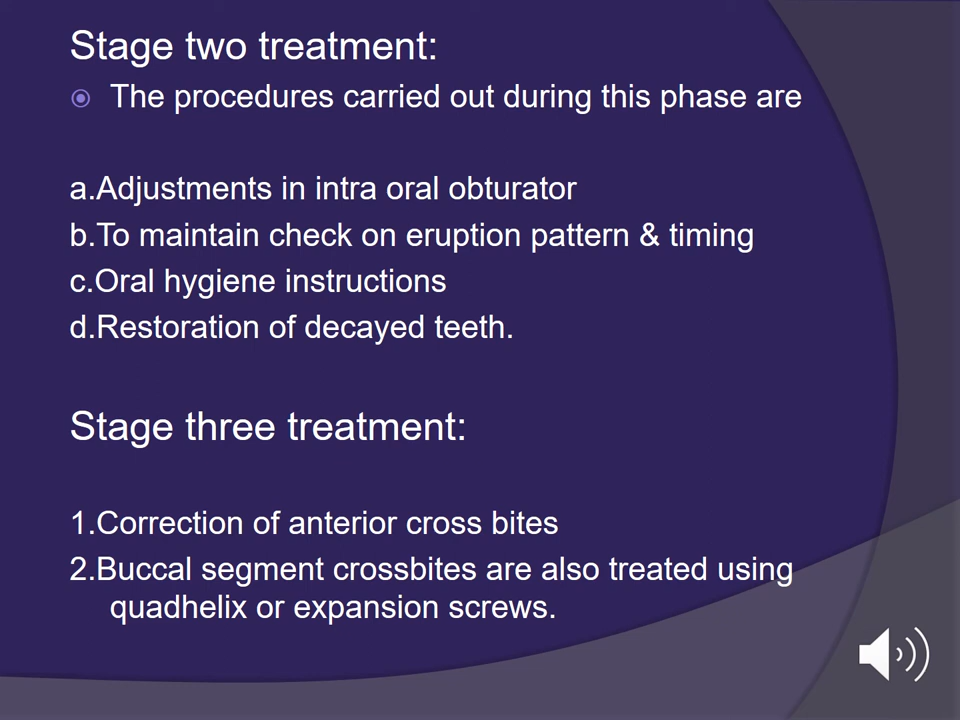 Stage two treatment:
The procedures carried out during this phase are
a.Adjustments in intra oral obturator
b.To maintain check on eruption pattern & timing
c.Oral hygiene instructions
d.Restoration of decayed teeth.
Stage three treatment:
1.Correction of anterior cross bites
2.Buccal segment crossbites are also treated using
quadhelix or expansion screws.